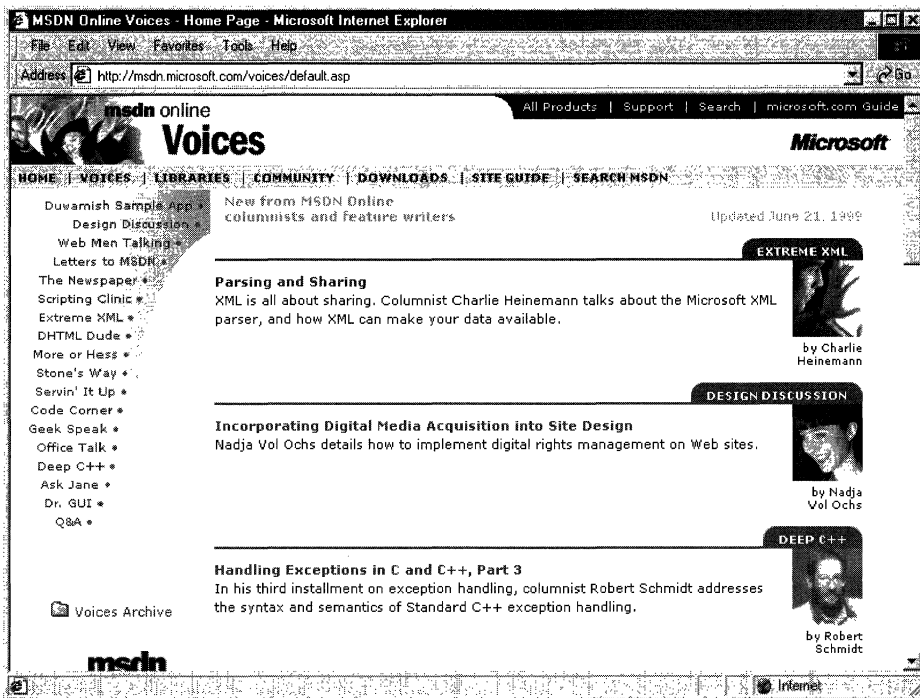 MSDN Online Voices - Home Page - Microsoft Internet Explorer
File Edit View Favorites Tools Help
Address http://msdn.microsoft.com/voices/default.asp Go
msdn online
Voices
All Products | Support | Search | microsoft.com Guide
Microsoft
HOME | VOICES | LIBRARIES | COMMUNITY | DOWNLOADS | SITE GUIDE | SEARCH MSDN
Duwamish Sample App
Design Discussion
Web Men Talking
Letters to MSDN
The Newspaper
Scripting Clinic
Extreme XML
DHTML Dude
More or Hess
Stone's Way
Servin' It Up
Code Corner
Geek Speak
Office Talk
Deep C++
Ask Jane
Dr. GUI
Q&A
Voices Archive
msdn
New from MSDN Online
columnists and feature writers
Updated June 21, 1999
EXTREME XML
Parsing and Sharing
XML is all about sharing. Columnist Charlie Heinemann talks about the Microsoft XML
parser, and how XML can make your data available.
by Charlie
Heinemann
DESIGN DISCUSSION
Incorporating Digital Media Acquisition into Site Design
Nadja Vol Ochs details how to implement digital rights management on Web sites.
by Nadja
Vol Ochs
DEEP C++
Handling Exceptions in C and C++, Part 3
In his third installment on exception handling, columnist Robert Schmidt addresses
the syntax and semantics of Standard C++ exception handling.
by Robert
Schmidt
Internet